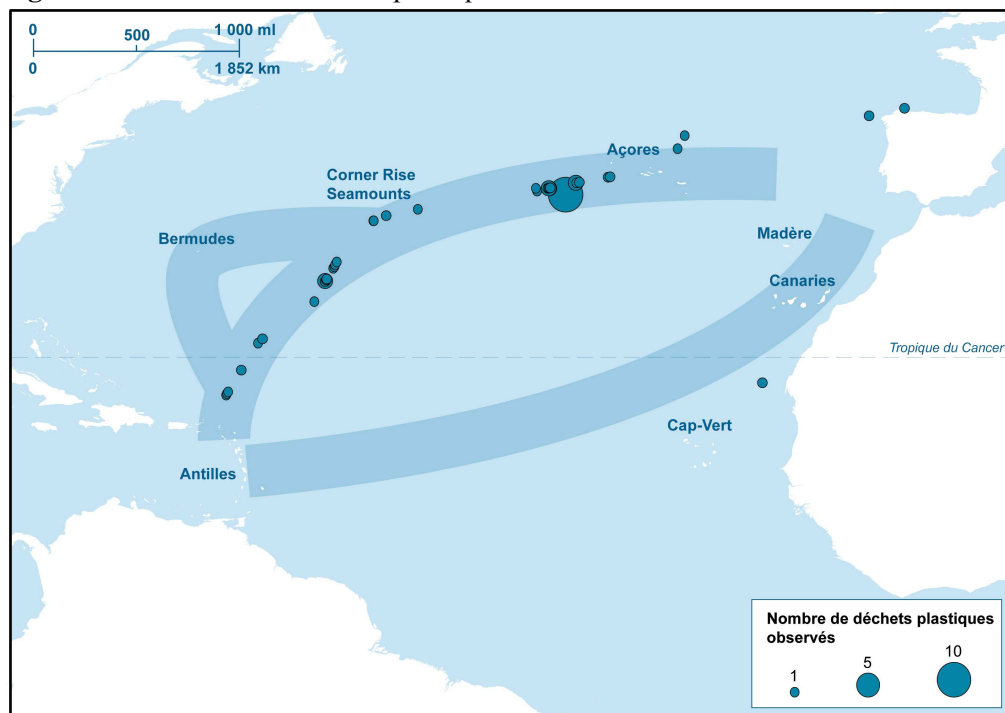 0 500 1 000 ml
0 1 852 km
Açores
Corner Rise
Seamounts
Bermudes
Madère
Canaries
Tropique du Cancer
Cap-Vert
Antilles
Nombre de déchets plastiques
observés
1 5 10